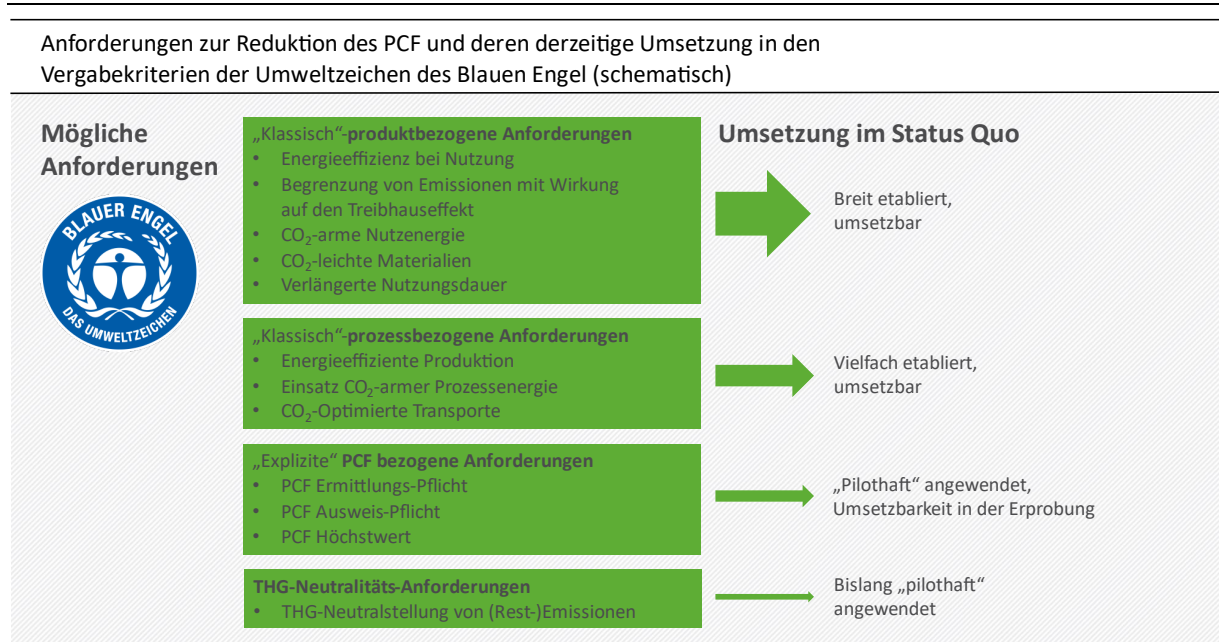 Anforderungen zur Reduktion des PCF und deren derzeitige Umsetzung in den
Vergabekriterien der Umweltzeichen des Blauen Engel (schematisch)
Mögliche
Anforderungen
BLAUER ENGEL
DAS UMWELTZEICHEN
„Klassisch“-produktbezogene Anforderungen
• Energieeffizienz bei Nutzung
• Begrenzung von Emissionen mit Wirkung
auf den Treibhauseffekt
• CO₂-arme Nutzenergie
• CO₂-leichte Materialien
• Verlängerte Nutzungsdauer
„Klassisch“-prozessbezogene Anforderungen
• Energieeffiziente Produktion
• Einsatz CO₂-armer Prozessenergie
• CO₂-Optimierte Transporte
„Explizite“ PCF bezogene Anforderungen
• PCF Ermittlungs-Pflicht
• PCF Ausweis-Pflicht
• PCF Höchstwert
THG-Neutralitäts-Anforderungen
• THG-Neutralstellung von (Rest-)Emissionen
Umsetzung im Status Quo
Breit etabliert,
umsetzbar
Vielfach etabliert,
umsetzbar
„Pilothaft“ angewendet,
Umsetzbarkeit in der Erprobung
Bislang „pilothaft“
angewendet